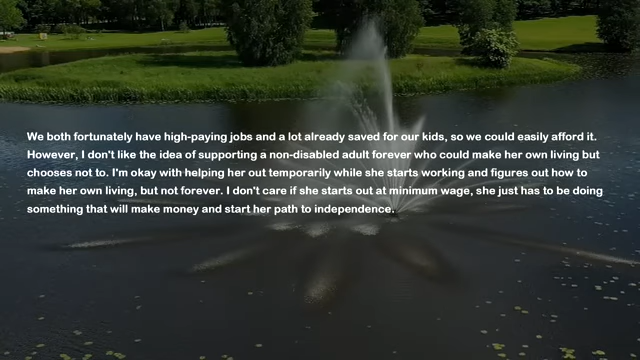 We both fortunately have high-paying jobs and a lot already saved for our kids, so we could easily afford it.
However, I don't like the idea of supporting a non-disabled adult forever who could make her own living but
chooses not to. I'm okay with helping her out temporarily while she starts working and figures out how to
make her own living, but not forever. I don't care if she starts out at minimum wage, she just has to be doing
something that will make money and start her path to independence.